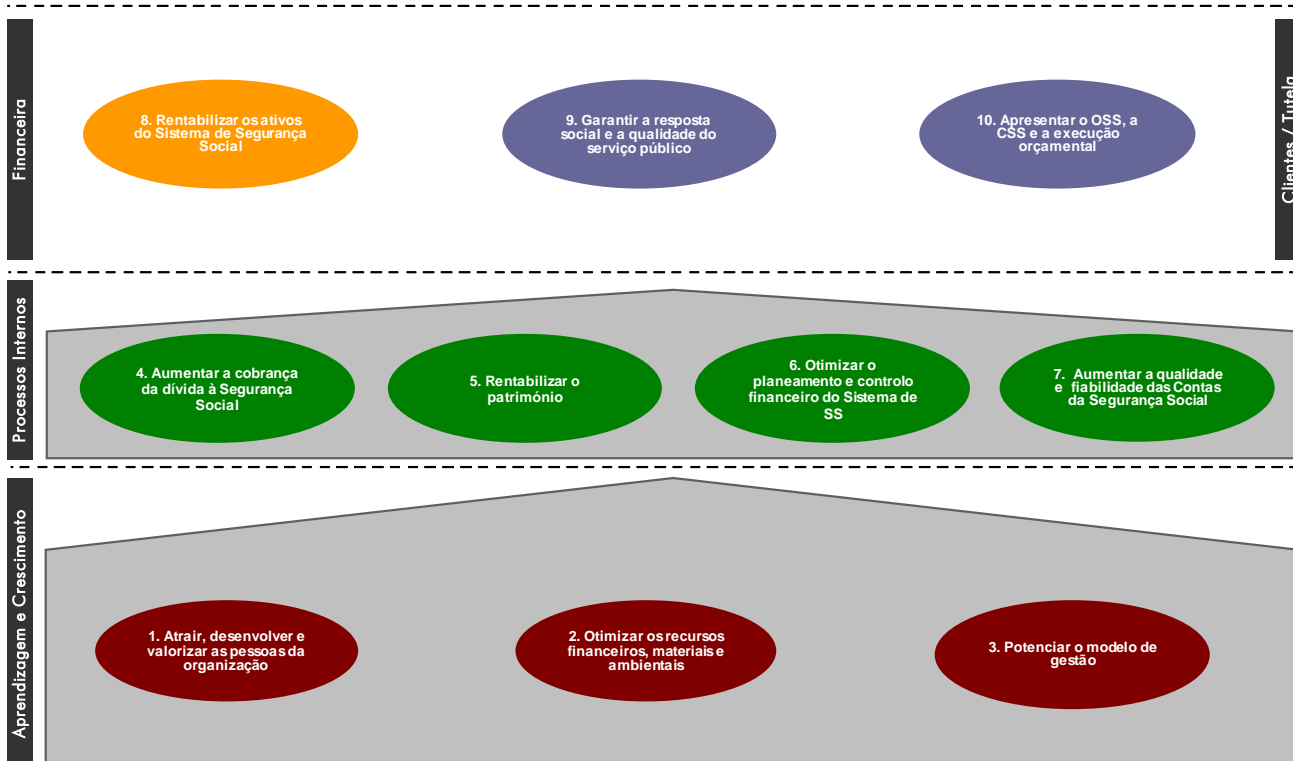 Financeira
8. Rentabilizar os ativos
do Sistema de Segurança
Social
9. Garantir a resposta
social e a qualidade do
serviço público
10. Apresentar o OSS, a
CSS e a execução
orçamental
Clientes / Tutela
Processos Internos
4. Aumentar a cobrança
da dívida à Segurança
Social
5. Rentabilizar o
património
6. Otimizar o
planeamento e controlo
financeiro do Sistema de
SS
7. Aumentar a qualidade
e fiabilidade das Contas
da Segurança Social
Aprendizagem e Crescimento
1. Atrair, desenvolver e
valorizar as pessoas da
organização
2. Otimizar os recursos
financeiros, materiais e
ambientais
3. Potenciar o modelo de
gestão